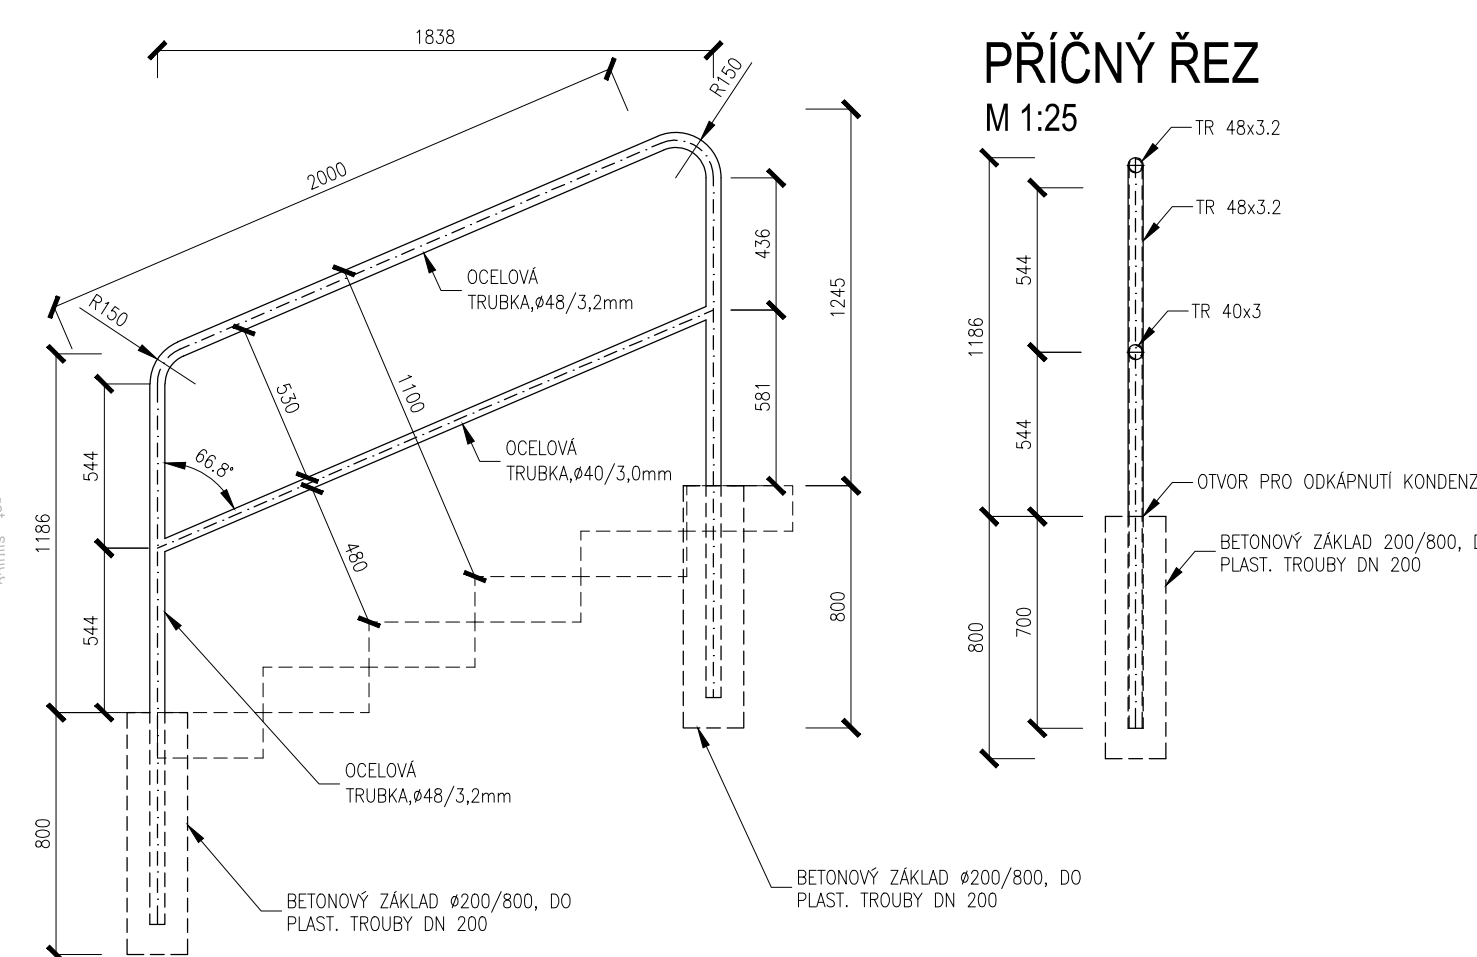 1838
2000
R150
R150
OCELOVÁ
TRUBKA,ø48/3,2mm
436
1245
581
530
1100
OCELOVÁ
TRUBKA,ø40/3,0mm
66.8°
544
1186
544
480
800
OCELOVÁ
TRUBKA,ø48/3,2mm
800
BETONOVÝ ZÁKLAD ø200/800, DO
PLAST. TROUBY DN 200
BETONOVÝ ZÁKLAD ø200/800, DO
PLAST. TROUBY DN 200
PŘÍČNÝ ŘEZ
M 1:25
TR 48x3.2
TR 48x3.2
544
1186
TR 40x3
544
OTVOR PRO ODKÁPNUTÍ KONDENZ
BETONOVÝ ZÁKLAD 200/800,
PLAST. TROUBY DN 200
700
800